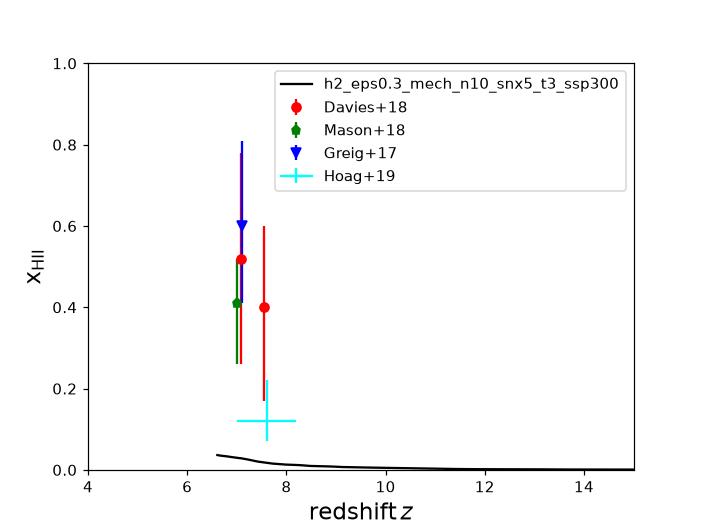 1.0
0.8
0.6
0.4
0.2
0.0
xHII
h2_eps0.3_mech_n10_snx5_t3_ssp300
Davies+18
Mason+18
Greig+17
Hoag+19
4 6 8 10 12 14
redshift z